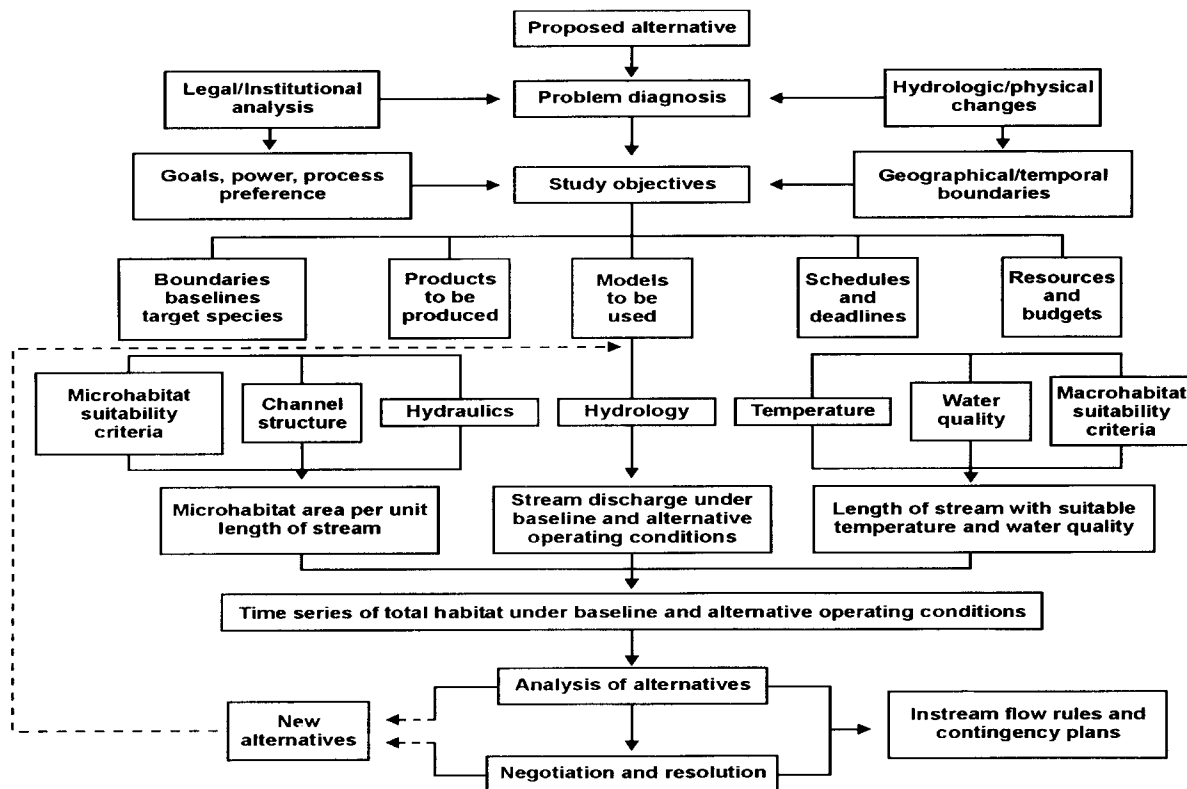 Proposed alternative
Legal/Institutional
analysis
Problem diagnosis
Hydrologic/physical
changes
Goals, power, process
preference
Study objectives
Geographical/temporal
boundaries
Boundaries
baselines
target species
Products
to be
produced
Models
to be
used
Schedules
and
deadlines
Resources
and
budgets
Microhabitat
suitability
criteria
Channel
structure
Hydraulics
Hydrology
Temperature
Water
quality
Macrohabitat
suitability
criteria
Microhabitat area per unit
length of stream
Stream discharge under
baseline and alternative
operating conditions
Length of stream with suitable
temperature and water quality
Time series of total habitat under baseline and alternative operating conditions
Analysis of alternatives
New
alternatives
Instream flow rules and
contingency plans
Negotiation and resolution